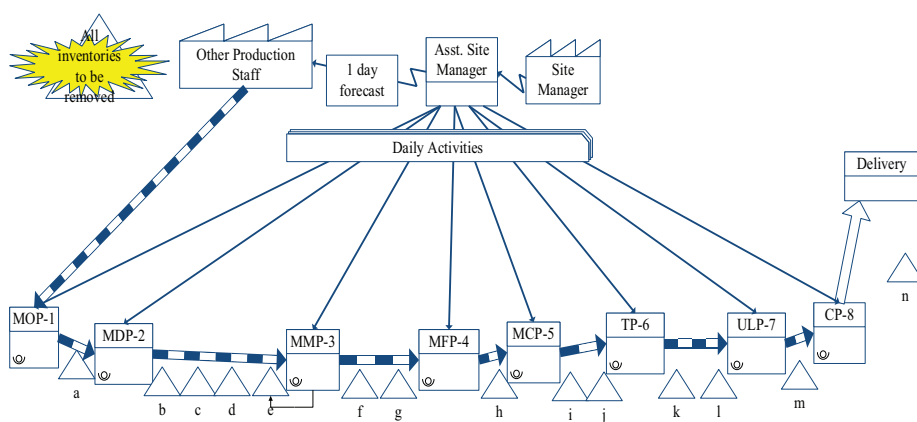 All
inventories
to be
removed
Other Production
Staff
1 day
forecast
Asst. Site
Manager
Site
Manager
Daily Activities
Delivery
n
MOP-1
MDP-2
MMP-3
MFP-4
MCP-5
TP-6
ULP-7
CP-8
a
b
c
d
e
f
g
h
i
j
k
l
m